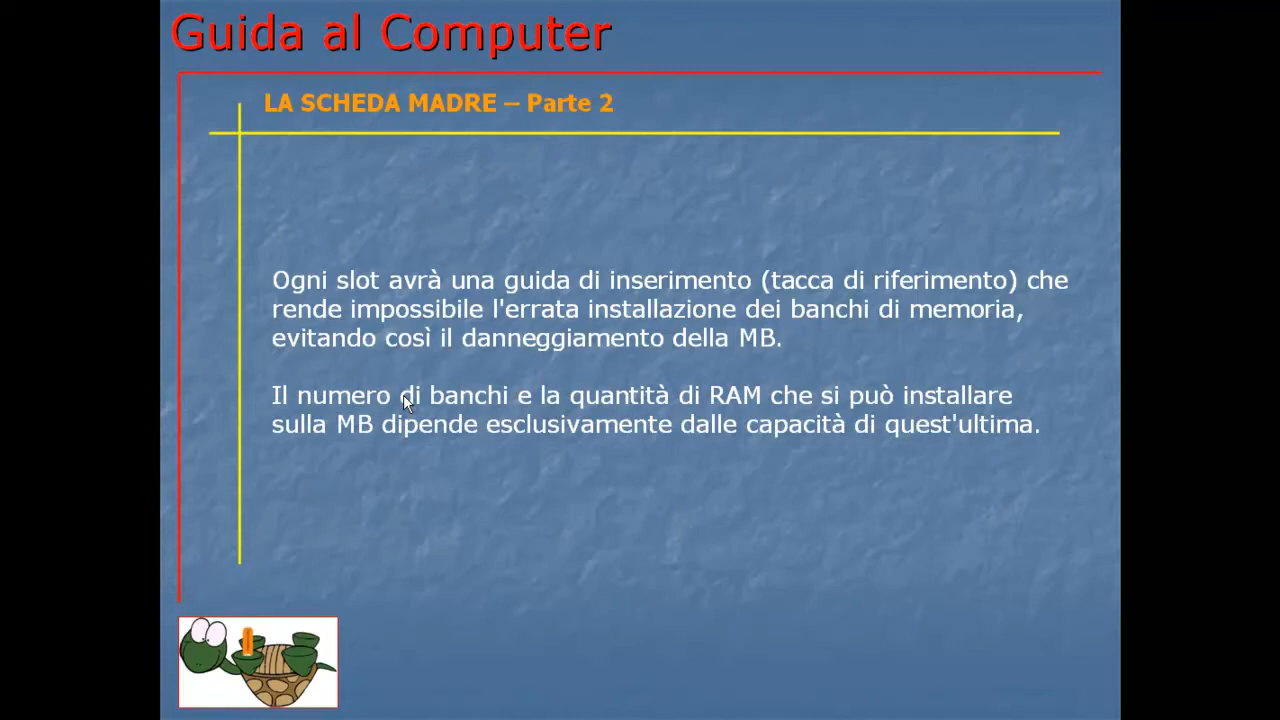 Guida al Computer
LA SCHEDA MADRE – Parte 2
Ogni slot avrà una guida di inserimento (tacca di riferimento) che
rende impossibile l'errata installazione dei banchi di memoria,
evitando così il danneggiamento della MB.
Il numero di banchi e la quantità di RAM che si può installare
sulla MB dipende esclusivamente dalle capacità di quest'ultima.